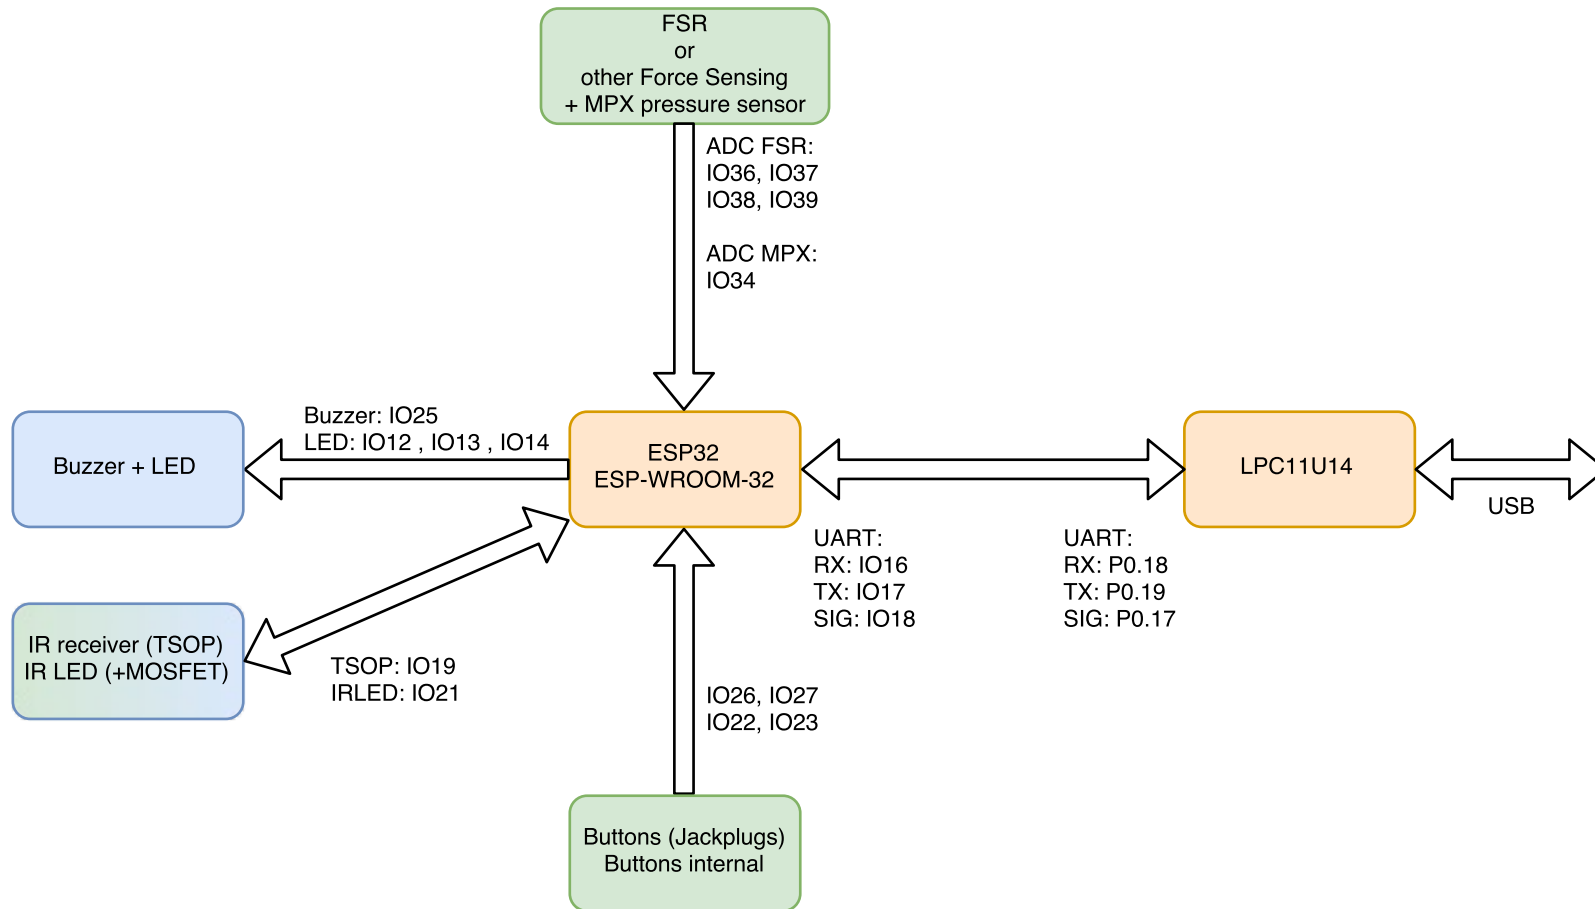 FSR
or
other Force Sensing
+ MPX pressure sensor
ADC FSR:
IO36, IO37
IO38, IO39
ADC MPX:
IO34
Buzzer: IO25
LED: IO12 , IO13 , IO14
Buzzer + LED
ESP32
ESP-WROOM-32
LPC11U14
USB
UART:
RX: IO16
TX: IO17
SIG: IO18
UART:
RX: P0.18
TX: P0.19
SIG: P0.17
IR receiver (TSOP)
IR LED (+MOSFET)
TSOP: IO19
IRLED: IO21
IO26, IO27
IO22, IO23
Buttons (Jackplugs)
Buttons internal